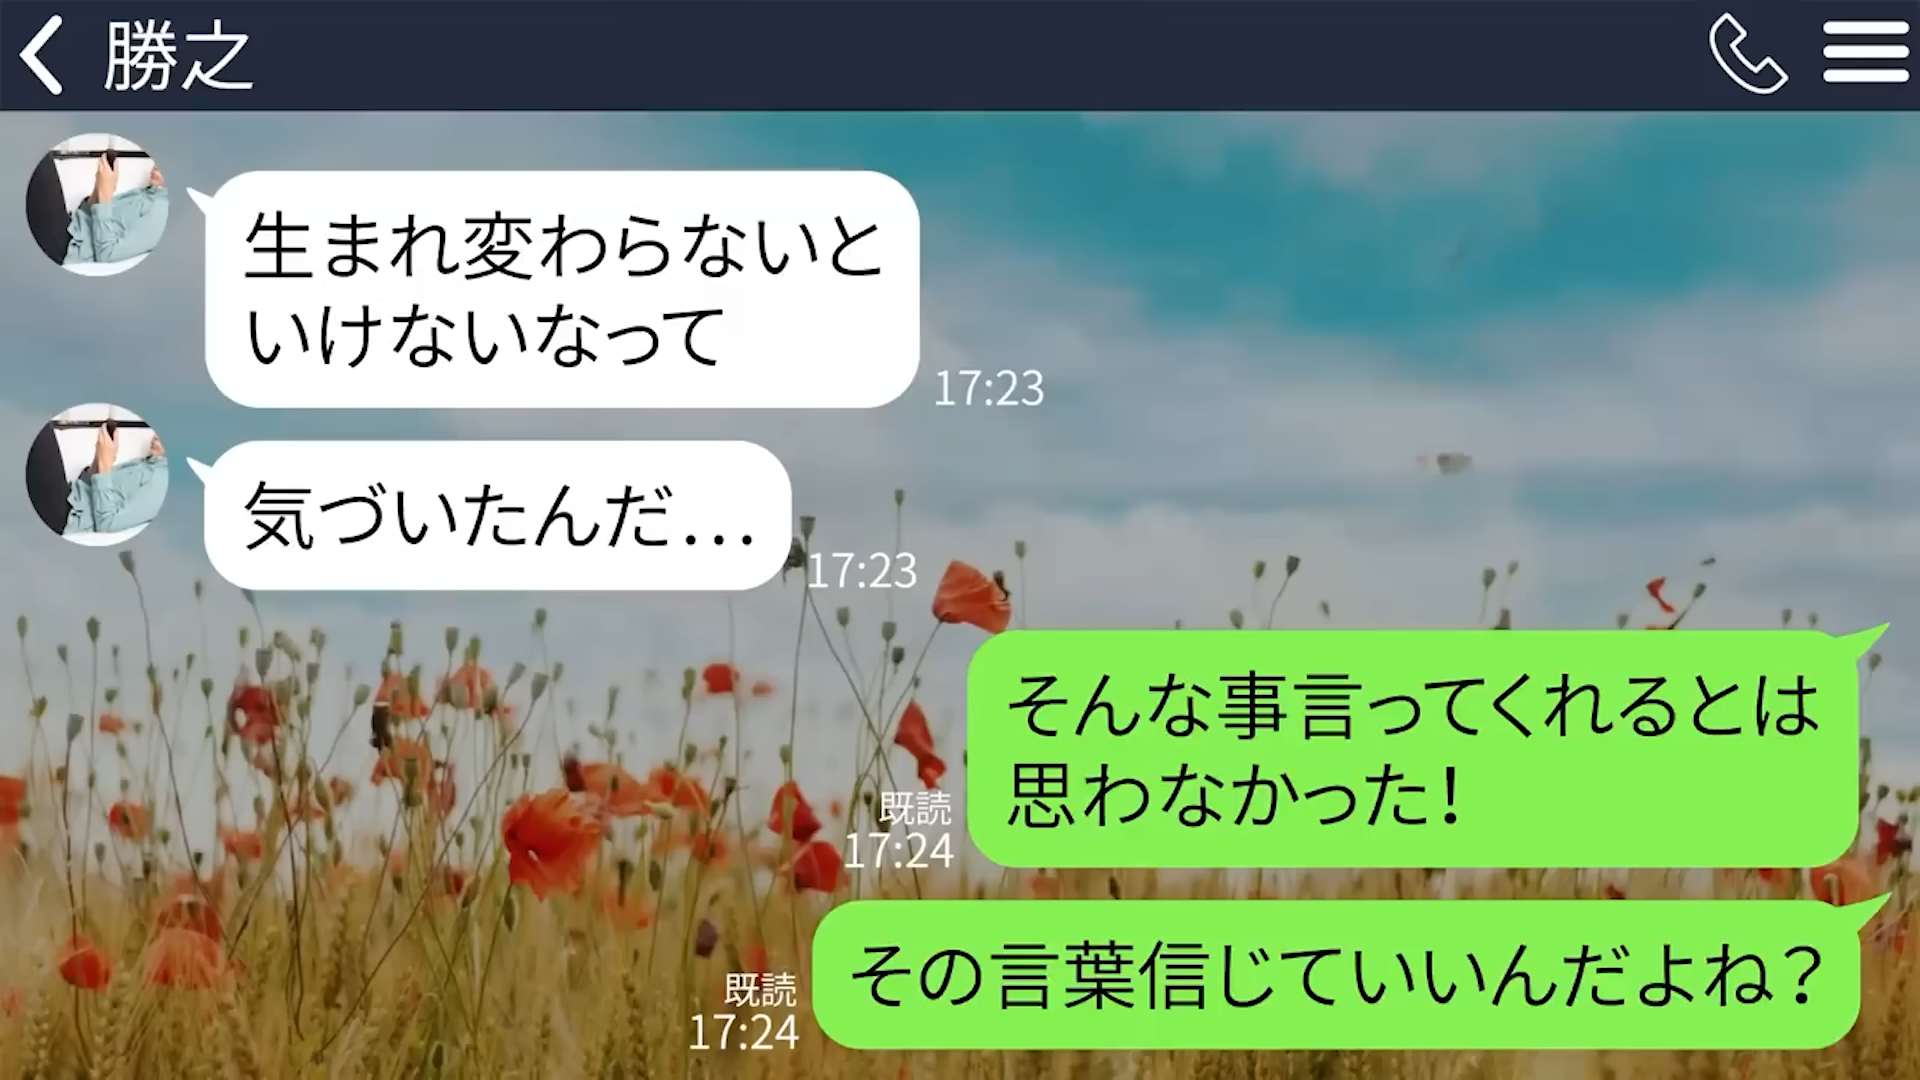 勝之
生まれ変わらないと
いけないなって
17:23
気づいたんだ…
17:23
そんな事言ってくれるとは
思わなかった!
既読
17:24
その言葉信じていいんだよね?
既読
17:24